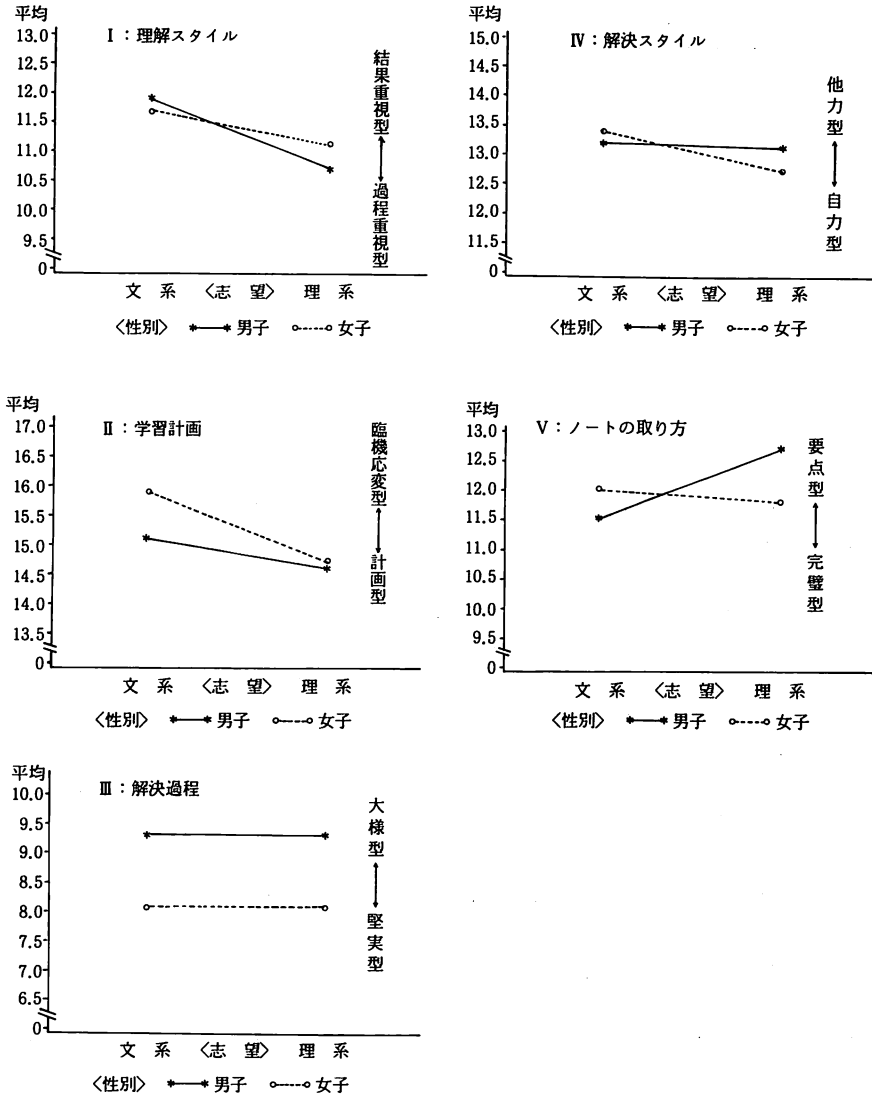 平均
Ⅰ：理解スタイル
13.0
12.0
11.5
11.0
10.5
10.0
9.5
0
結果重視型
過程重視型
文系 〈志望〉 理系
〈性別〉 男子 女子
平均
Ⅳ：解決スタイル
15.0
14.5
14.0
13.5
13.0
12.5
12.0
11.5
0
他力型
自力型
文系 〈志望〉 理系
〈性別〉 男子 女子
平均
Ⅱ：学習計画
17.0
16.0
15.5
15.0
14.5
14.0
13.5
0
臨機応変型
計画型
文系 〈志望〉 理系
〈性別〉 男子 女子
平均
Ⅴ：ノートの取り方
13.0
12.5
12.0
11.5
11.0
10.5
10.0
9.5
0
要点型
完璧型
文系 〈志望〉 理系
〈性別〉 男子 女子
平均
Ⅲ：解決過程
10.0
9.5
9.0
8.5
8.0
7.5
7.0
6.5
0
大様型
堅実型
文系 〈志望〉 理系
〈性別〉 男子 女子